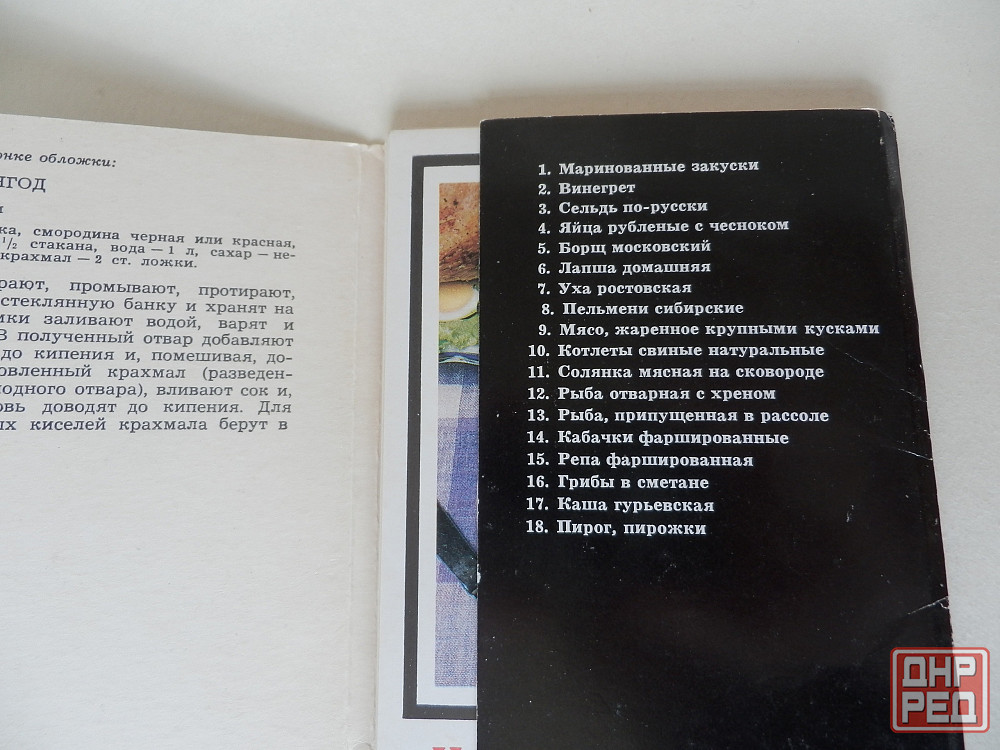 онке обложки:
ка, смородина черная или красная,
1/2 стакана, вода — 1 л, сахар — не-
крахмал — 2 ст. ложки.
рают, промывают, протирают,
стеклянную банку и хранят на
заливают водой, варят и
В полученный отвар добавляют
до кипения и, помешивая, до-
овленный крахмал (разведен-
ходного отвара), вливают сок и,
овь доводят до кипения. Для
ых киселей крахмала берут в
1. Маринованные закуски
2. Винегрет
3. Сельдь по-русски
4. Яйца рубленые с чесноком
5. Борщ московский
6. Лапша домашняя
7. Уха ростовская
8. Пельмени сибирские
9. Мясо, жаренное крупными кусками
10. Котлеты свиные натуральные
11. Солянка мясная на сковороде
12. Рыба отварная с хреном
13. Рыба, припущенная в рассоле
14. Кабачки фаршированные
15. Репа фаршированная
16. Грибы в сметане
17. Каша гурьевская
18. Пирог, пирожки
ДНР
РЕД